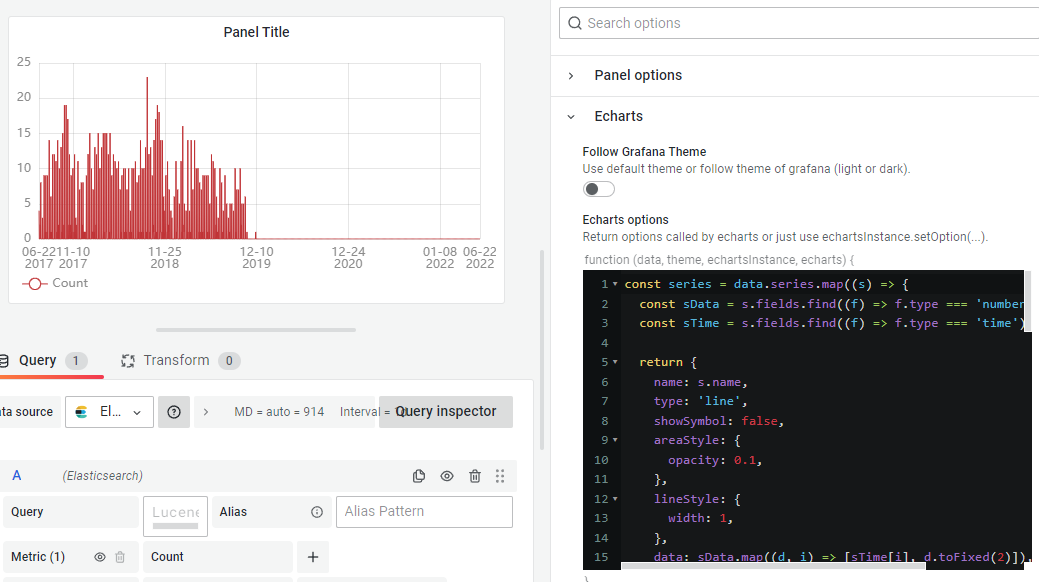 Panel Title
25
20
15
10
5
0
06-22 11-10 11-25 12-10 12-24 01-08 06-22
2017 2017 2018 2019 2020 2022 2022
Count
Query 1 Transform 0
ta source El... MD = auto = 914 Interval = Query inspector
A (Elasticsearch)
Query Lucene Alias Alias Pattern
Metric (1) Count +
Search options
Panel options
Echarts
Follow Grafana Theme
Use default theme or follow theme of grafana (light or dark).
Echarts options
Return options called by echarts or just use echartsInstance.setOption(...).
function (data, theme, echartsInstance, echarts) {
1 const series = data.series.map((s) => {
2 const sData = s.fields.find((f) => f.type === 'number
3 const sTime = s.fields.find((f) => f.type === 'time')
4
5 return {
6 name: s.name,
7 type: 'line',
8 showSymbol: false,
9 areaStyle: {
10 opacity: 0.1,
11 },
12 lineStyle: {
13 width: 1,
14 },
15 data: sData.map((d, i) => [sTime[i], d.toFixed(2)]),
}